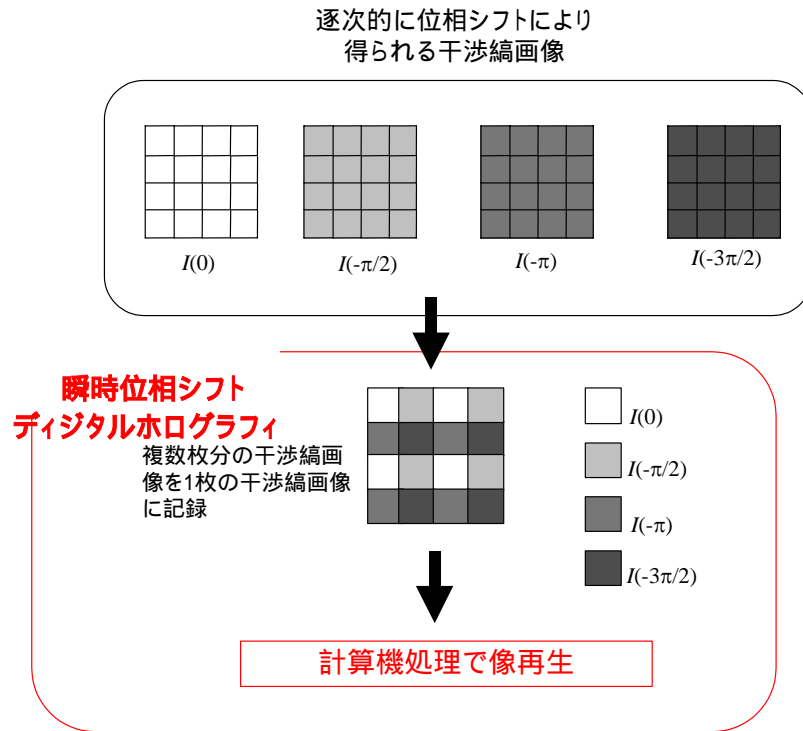 逐次的に位相シフトにより
得られる干渉縞画像
I(0)
I(-π/2)
I(-π)
I(-3π/2)
瞬時位相シフト
ディジタルホログラフィ
複数枚分の干渉縞画
像を1枚の干渉縞画像
に記録
I(0)
I(-π/2)
I(-π)
I(-3π/2)
計算機処理で像再生